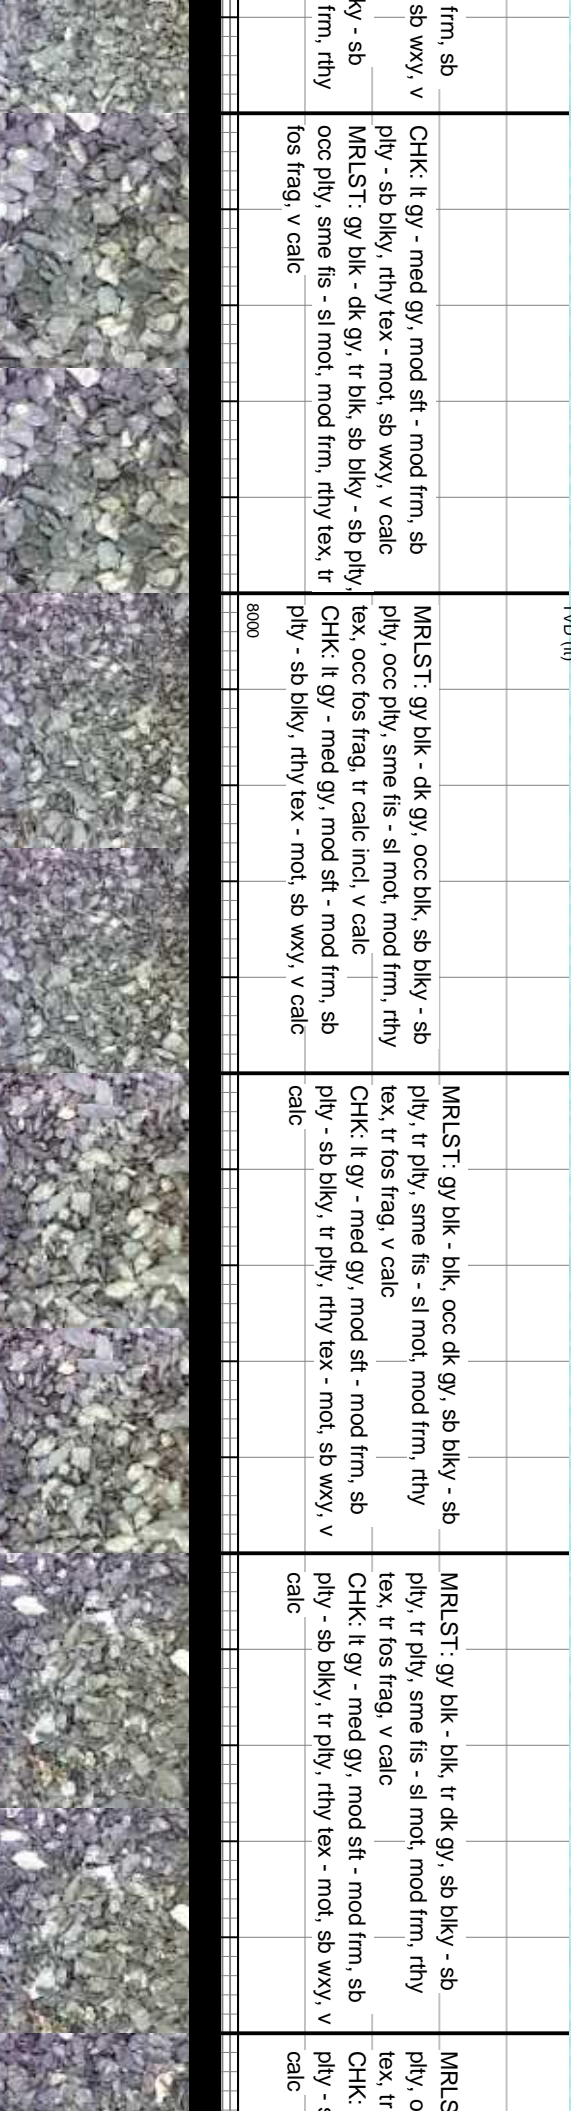 frm, sb
sb wxy, v
ky - sb
frm, rthy
CHK: lt gy - med gy, mod sft - mod frm, sb
plty - sb blky, rthy tex - mot, sb wxy, v calc
MRLST: gy blk - dk gy, tr blk, sb blky - sb plty,
occ plty, sme fis - sl mot, mod frm, rthy tex, tr
fos frag, v calc
TVD (ft)
MRLST: gy blk - dk gy, occ blk, sb blky - sb
plty, occ plty, sme fis - sl mot, mod frm, rthy
tex, occ fos frag, tr calc incl, v calc
CHK: lt gy - med gy, mod sft - mod frm, sb
plty - sb blky, rthy tex - mot, sb wxy, v calc
8000
MRLST: gy blk - blk, occ dk gy, sb blky - sb
plty, tr plty, sme fis - sl mot, mod frm, rthy
tex, tr fos frag, v calc
CHK: lt gy - med gy, mod sft - mod frm, sb
plty - sb blky, tr plty, rthy tex - mot, sb wxy, v
calc
MRLST: gy blk - blk, tr dk gy, sb blky - sb
plty, tr plty, sme fis - sl mot, mod frm, rthy
tex, tr fos frag, v calc
CHK: lt gy - med gy, mod sft - mod frm, sb
plty - sb blky, tr plty, rthy tex - mot, sb wxy, v
calc
MRLS
plty, o
tex, tr
CHK:
plty - s
calc